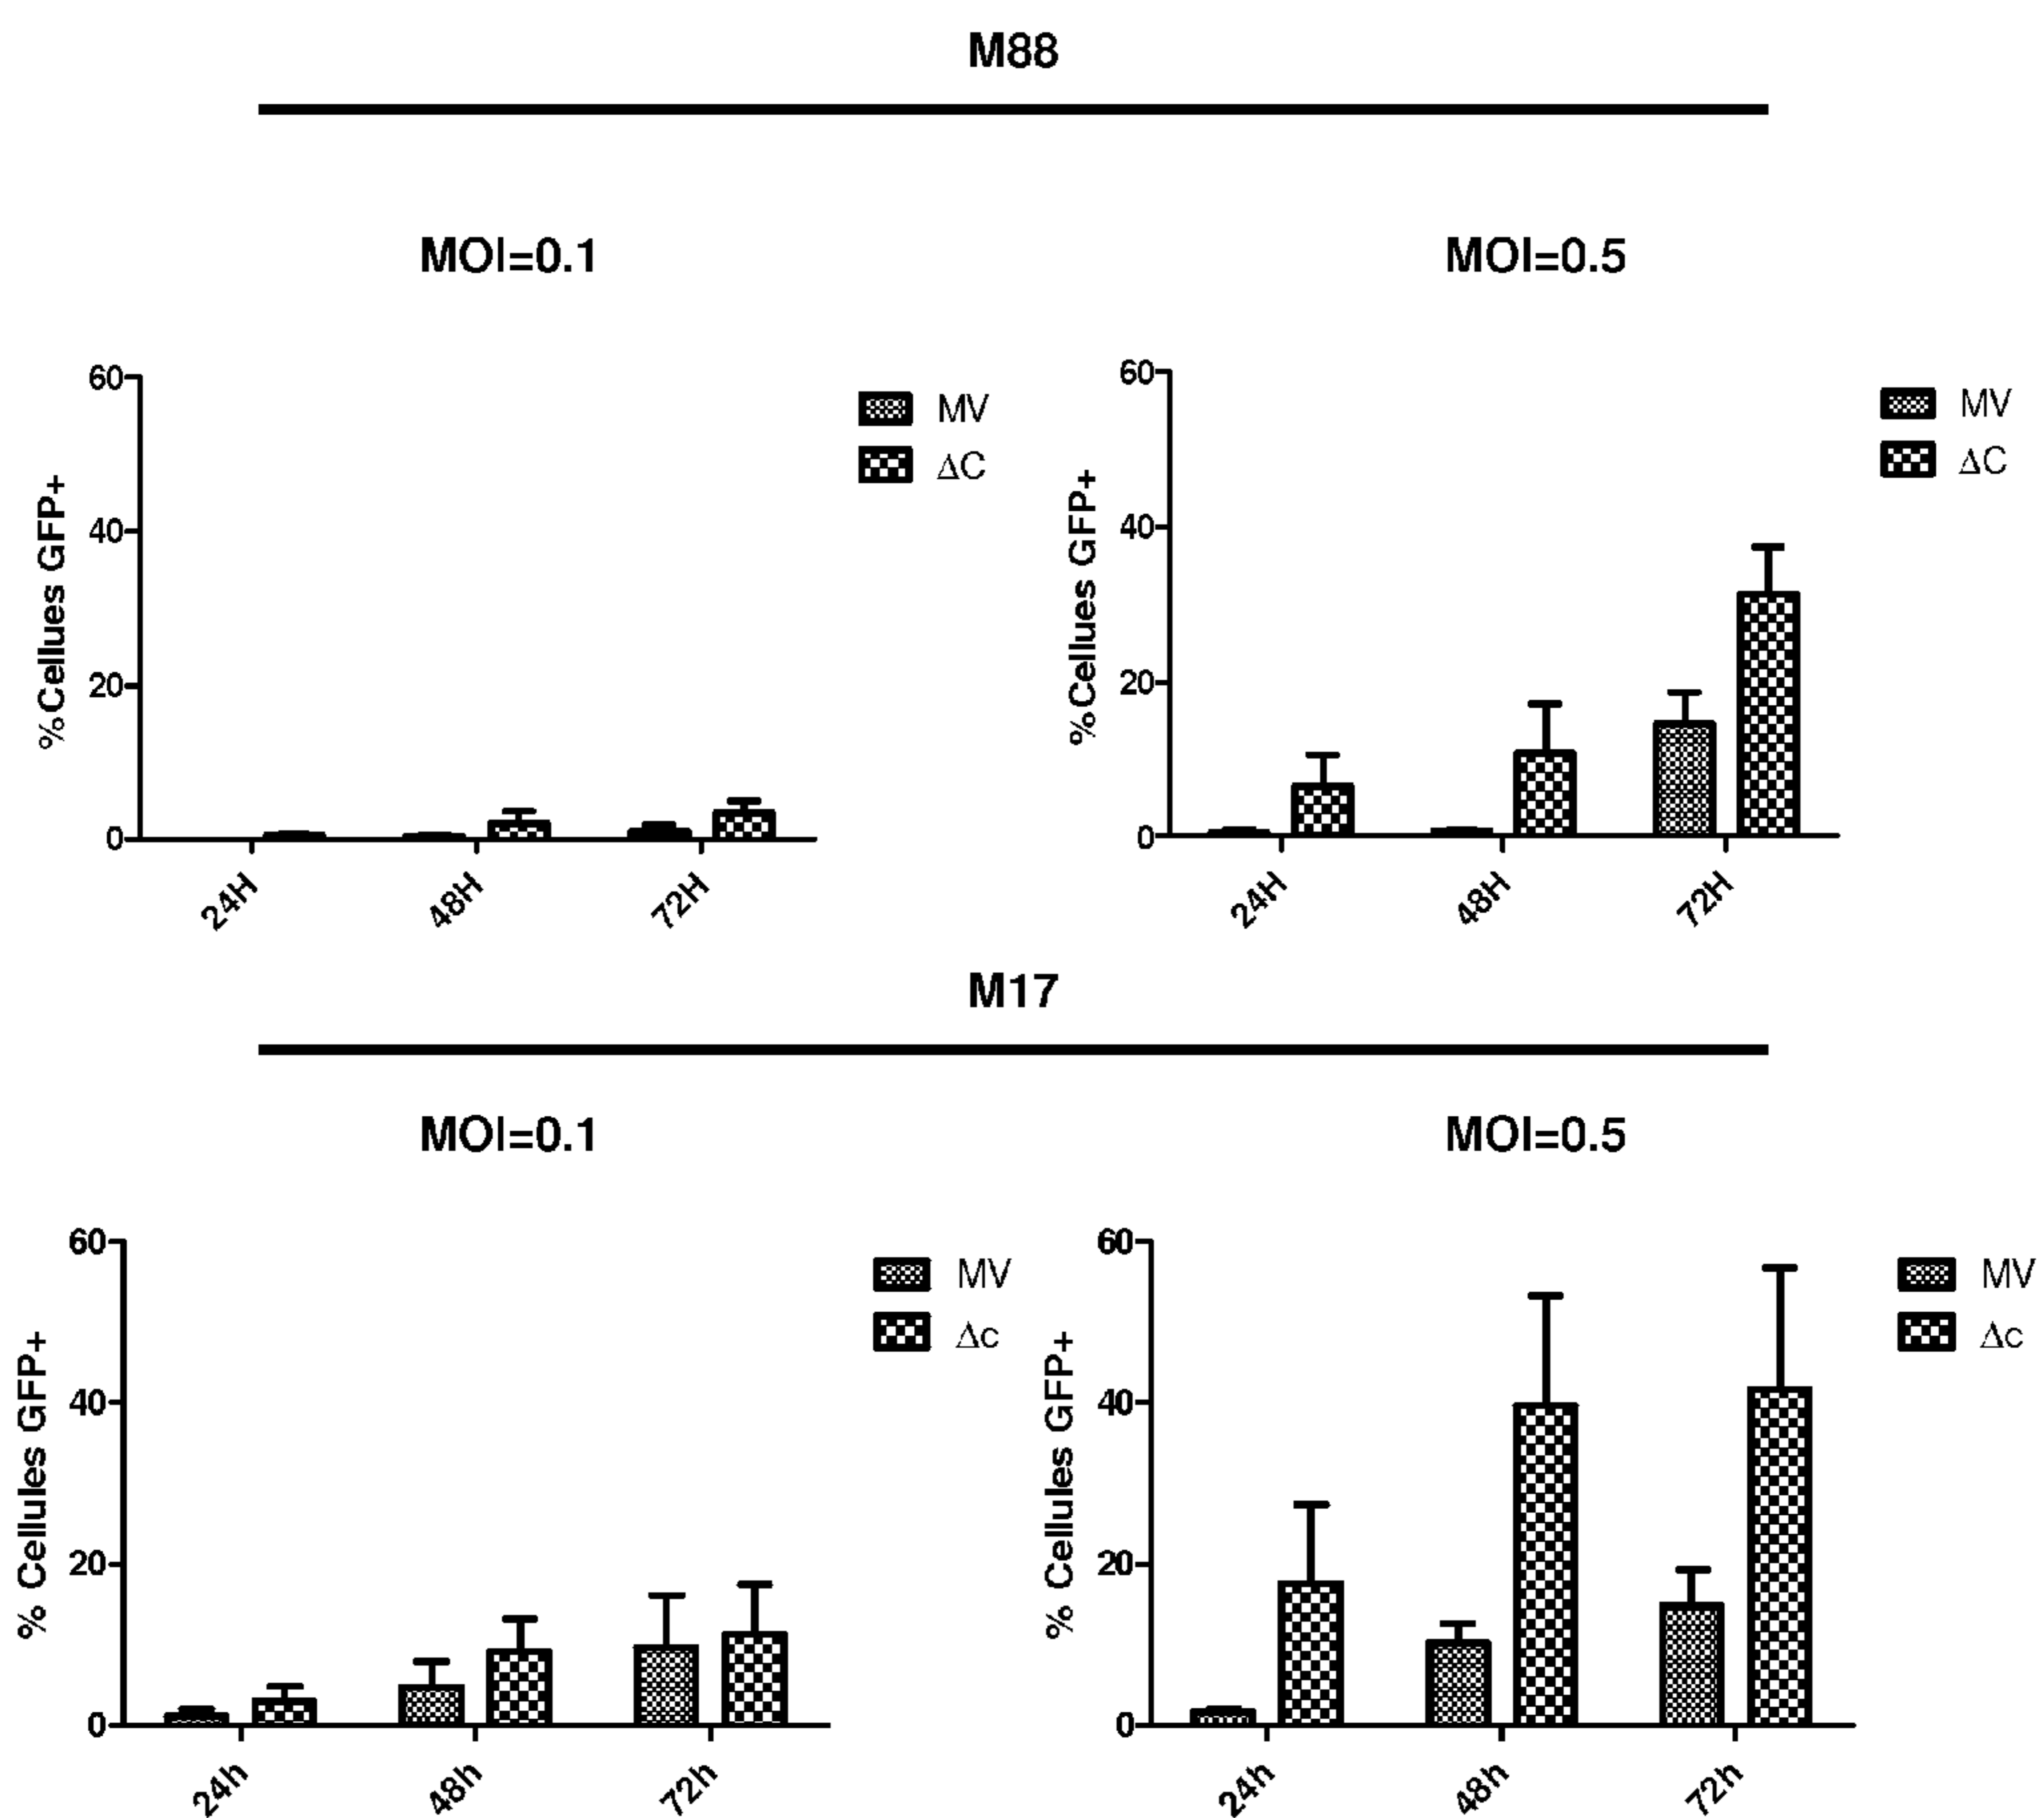 M88
MOI=0.1
MOI=0.5
%Cellues GFP+
60
40
20
0
24H
48H
72H
MV
ΔC
%Cellues GFP+
60
40
20
0
24H
48H
72H
MV
ΔC
M17
MOI=0.1
MOI=0.5
% Cellules GFP+
60
40
20
0
24h
48h
72h
MV
Δc
% Cellules GFP+
60
40
20
0
24h
48h
72h
MV
Δc